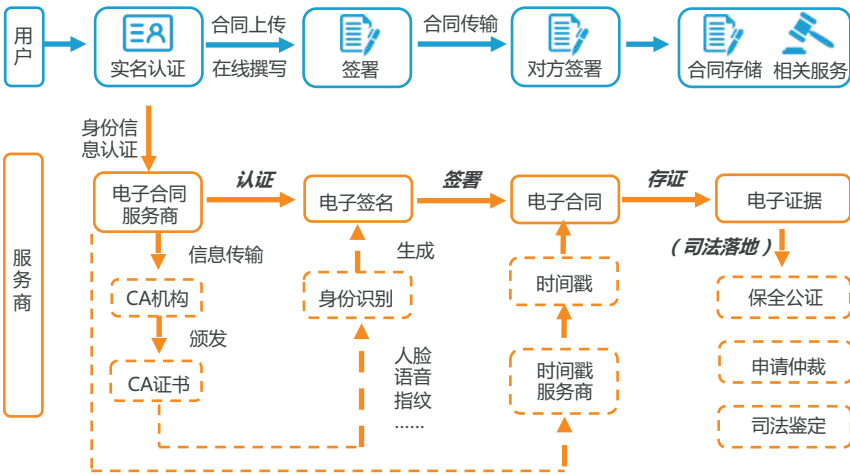 用
户
实名认证
合同上传
在线撰写
签署
合同传输
对方签署
合同存储
相关服务
身份信
息认证
服
务
商
电子合同
服务商
认证
电子签名
签署
电子合同
存证
电子证据
(司法落地)
信息传输
CA机构
颁发
CA证书
生成
身份识别
人脸
语音
指纹
......
时间戳
时间戳
服务商
保全公证
申请仲裁
司法鉴定